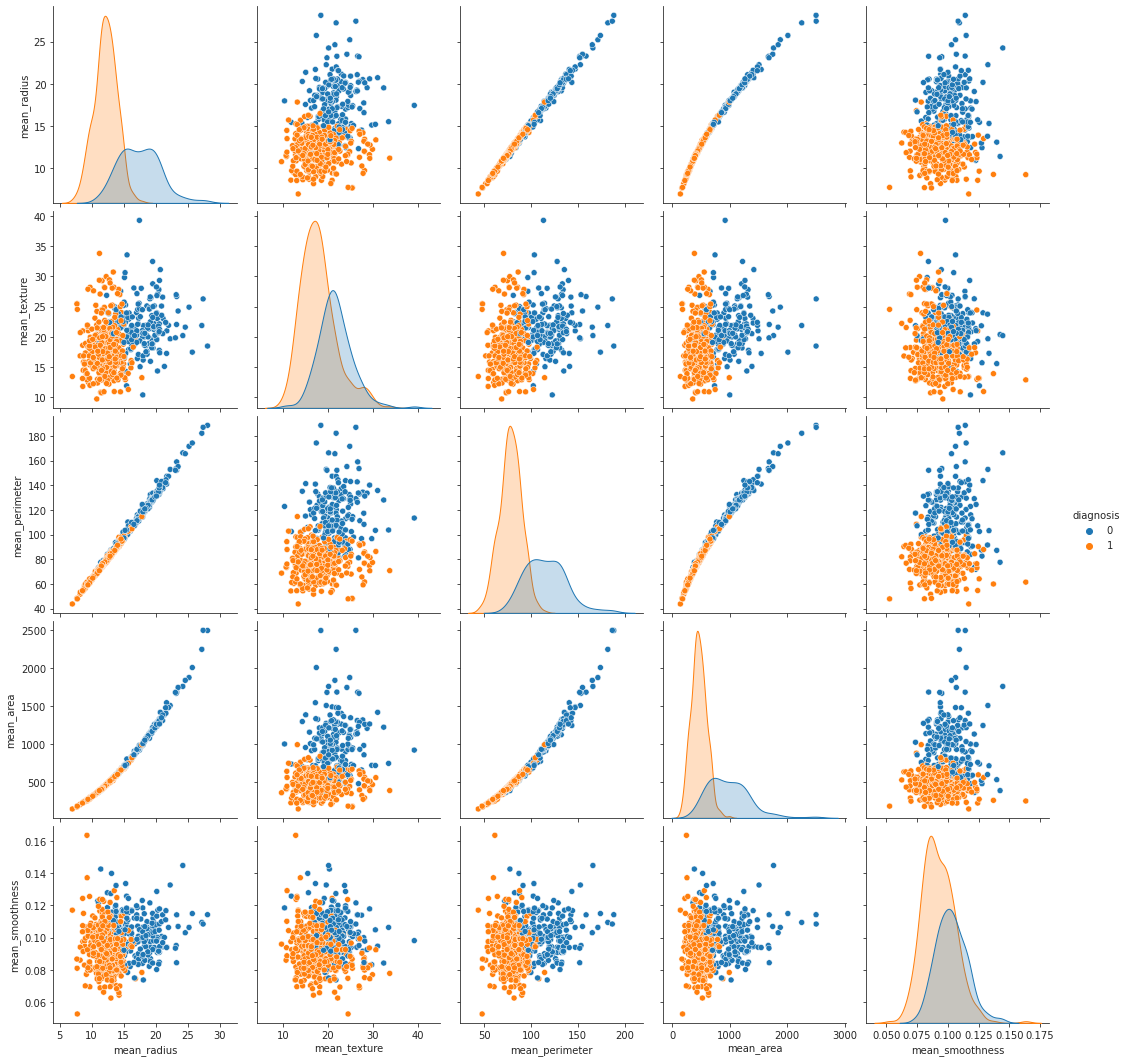 mean_radius
25
20
15
10
mean_texture
40
35
30
25
20
15
10
mean_perimeter
180
160
140
120
100
80
60
40
diagnosis
0
1
mean_area
2500
2000
1500
1000
500
mean_smoothness
0.16
0.14
0.12
0.10
0.08
0.06
5 10 15 20 25 30
10 20 30 40
50 100 150 200
0 1000 2000 3000
0.050 0.075 0.100 0.125 0.150 0.175
mean_radius mean_texture mean_perimeter mean_area mean_smoothness